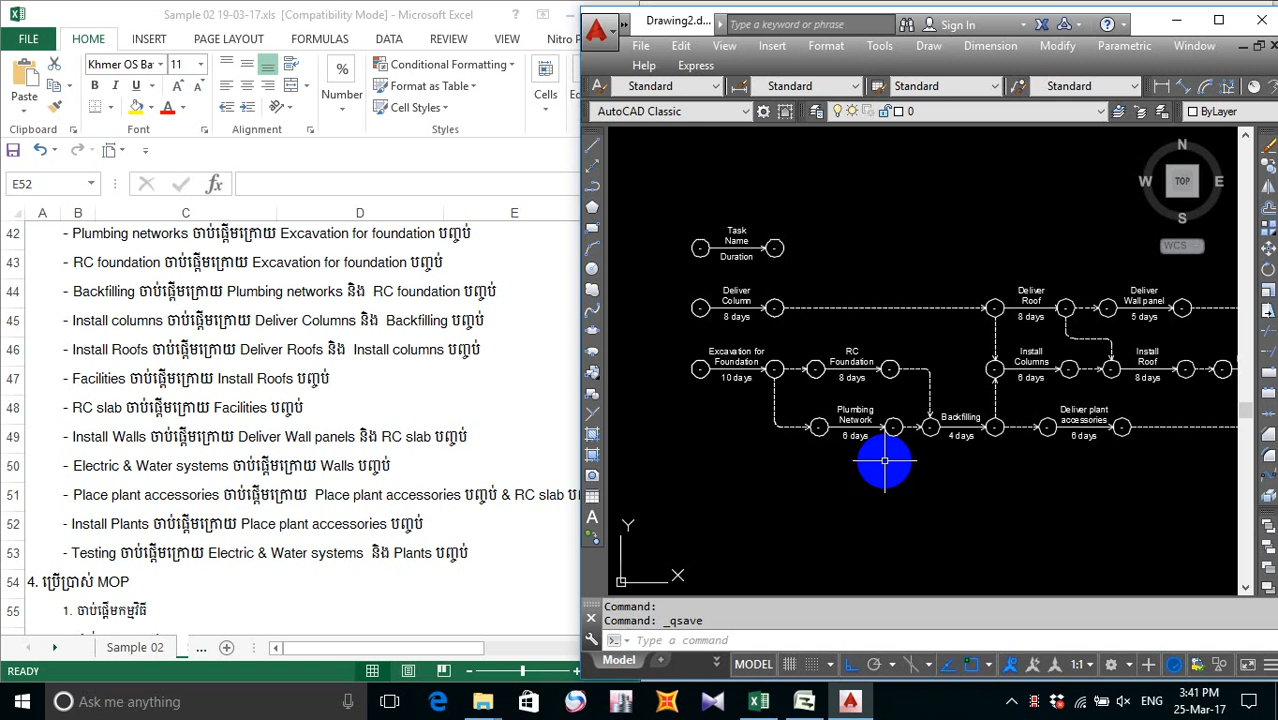 Sample 02 19-03-17.xls [Compatibility Mode] - Microsoft Excel
FILE HOME INSERT PAGE LAYOUT FORMULAS DATA REVIEW VIEW Nitro
Paste
Khmer OS Ba 11
B I U
Number
Conditional Formatting
Format as Table
Cell Styles
Cells
Clipboard Font Alignment Styles
E52
A B C D E
42 - Plumbing networks ចាប់ផ្តើមក្រោយ Excavation for foundation បញ្ចប់
43 - RC foundation ចាប់ផ្តើមក្រោយ Excavation for foundation បញ្ចប់
44 - Backfilling ចាប់ផ្តើមក្រោយ Plumbing networks និង RC foundation បញ្ចប់
45 - Install columns ចាប់ផ្តើមក្រោយ Deliver Columns និង Backfilling បញ្ចប់
46 - Install Roofs ចាប់ផ្តើមក្រោយ Deliver Roofs និង Install columns បញ្ចប់
47 - Facilities ចាប់ផ្តើមក្រោយ Install Roofs បញ្ចប់
48 - RC slab ចាប់ផ្តើមក្រោយ Facilities បញ្ចប់
49 - Install Walls ចាប់ផ្តើមក្រោយ Deliver Wall panels និង RC slab បញ្ចប់
50 - Electric & Water systems ចាប់ផ្តើមក្រោយ Walls បញ្ចប់
51 - Place plant accessories ចាប់ផ្តើមក្រោយ Place plant accessories បញ្ចប់ & RC slab
52 - Install Plants ចាប់ផ្តើមក្រោយ Place plant accessories បញ្ចប់
53 - Testing ចាប់ផ្តើមក្រោយ Electric & Water systems និង Plants បញ្ចប់
54 4. ប្រើប្រាស់ MOP
55 1. ចាប់ផ្តើមកម្មវិធី
Sample 02 ...
READY
Drawing2.d...
Type a keyword or phrase
Sign In
File Edit View Insert Format Tools Draw Dimension Modify Parametric Window
Help Express
Standard Standard Standard Standard
AutoCAD Classic
0
ByLayer
N
W TOP E
S
WCS
Task
Name
Duration
Deliver
Column
8 days
Deliver
Roof
8 days
Deliver
Wall panel
5 days
Excavation for
Foundation
10 days
RC
Foundation
8 days
Install
Columns
6 days
Install
Roof
8 days
Plumbing
Network
6 days
Backfilling
4 days
Deliver plant
accessories
6 days
Y
X
Command:
Command: _qsave
Type a command
Model
MODEL
1:1
Ask me anything
ENG
3:41 PM
25-Mar-17